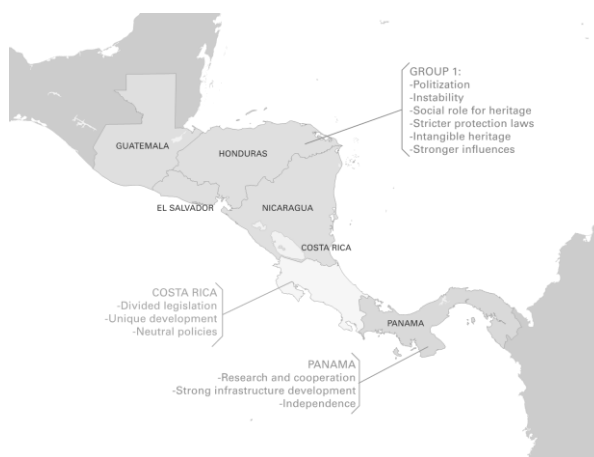 GROUP 1:
-Politization
-Instability
-Social role for heritage
-Stricter protection laws
-Intangible heritage
-Stronger influences
GUATEMALA
HONDURAS
EL SALVADOR
NICARAGUA
COSTA RICA
COSTA RICA
-Divided legislation
-Unique development
-Neutral policies
PANAMA
PANAMA
-Research and cooperation
-Strong infrastructure development
-Independence